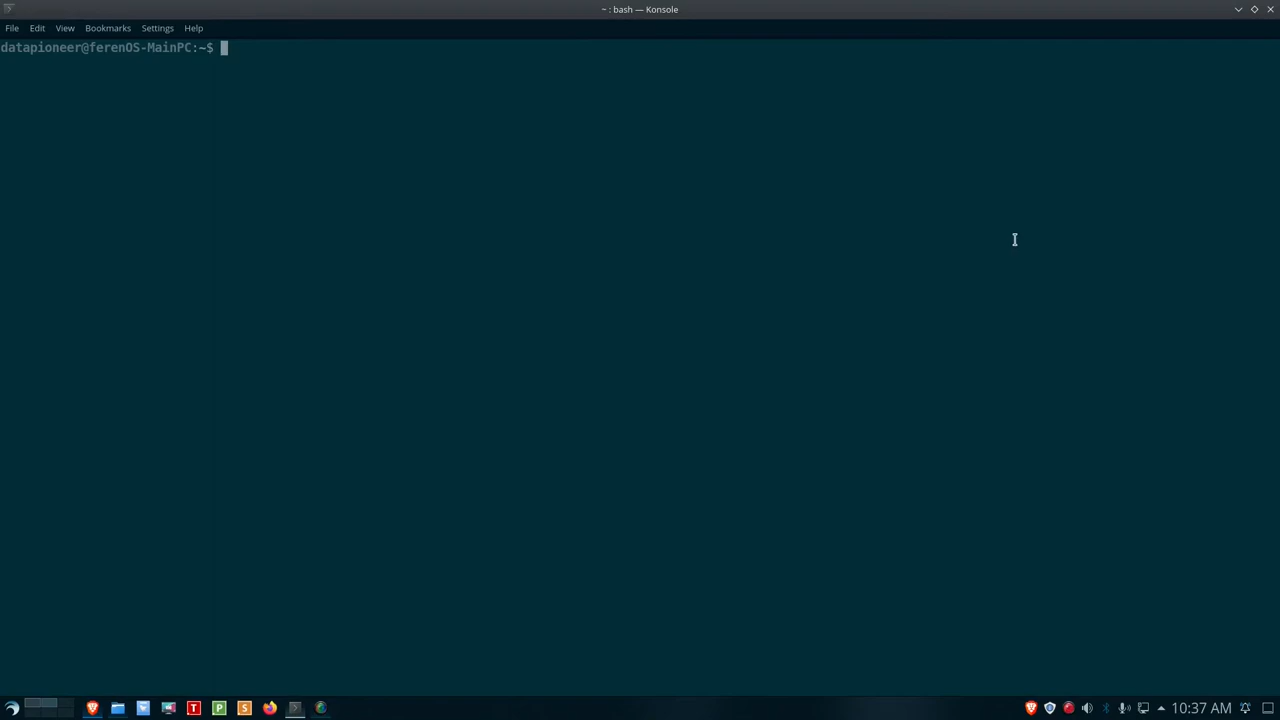 ~ : bash — Konsole
File Edit View Bookmarks Settings Help
datapioneer@ferenOS-MainPC:~$
T P S
10:37 AM